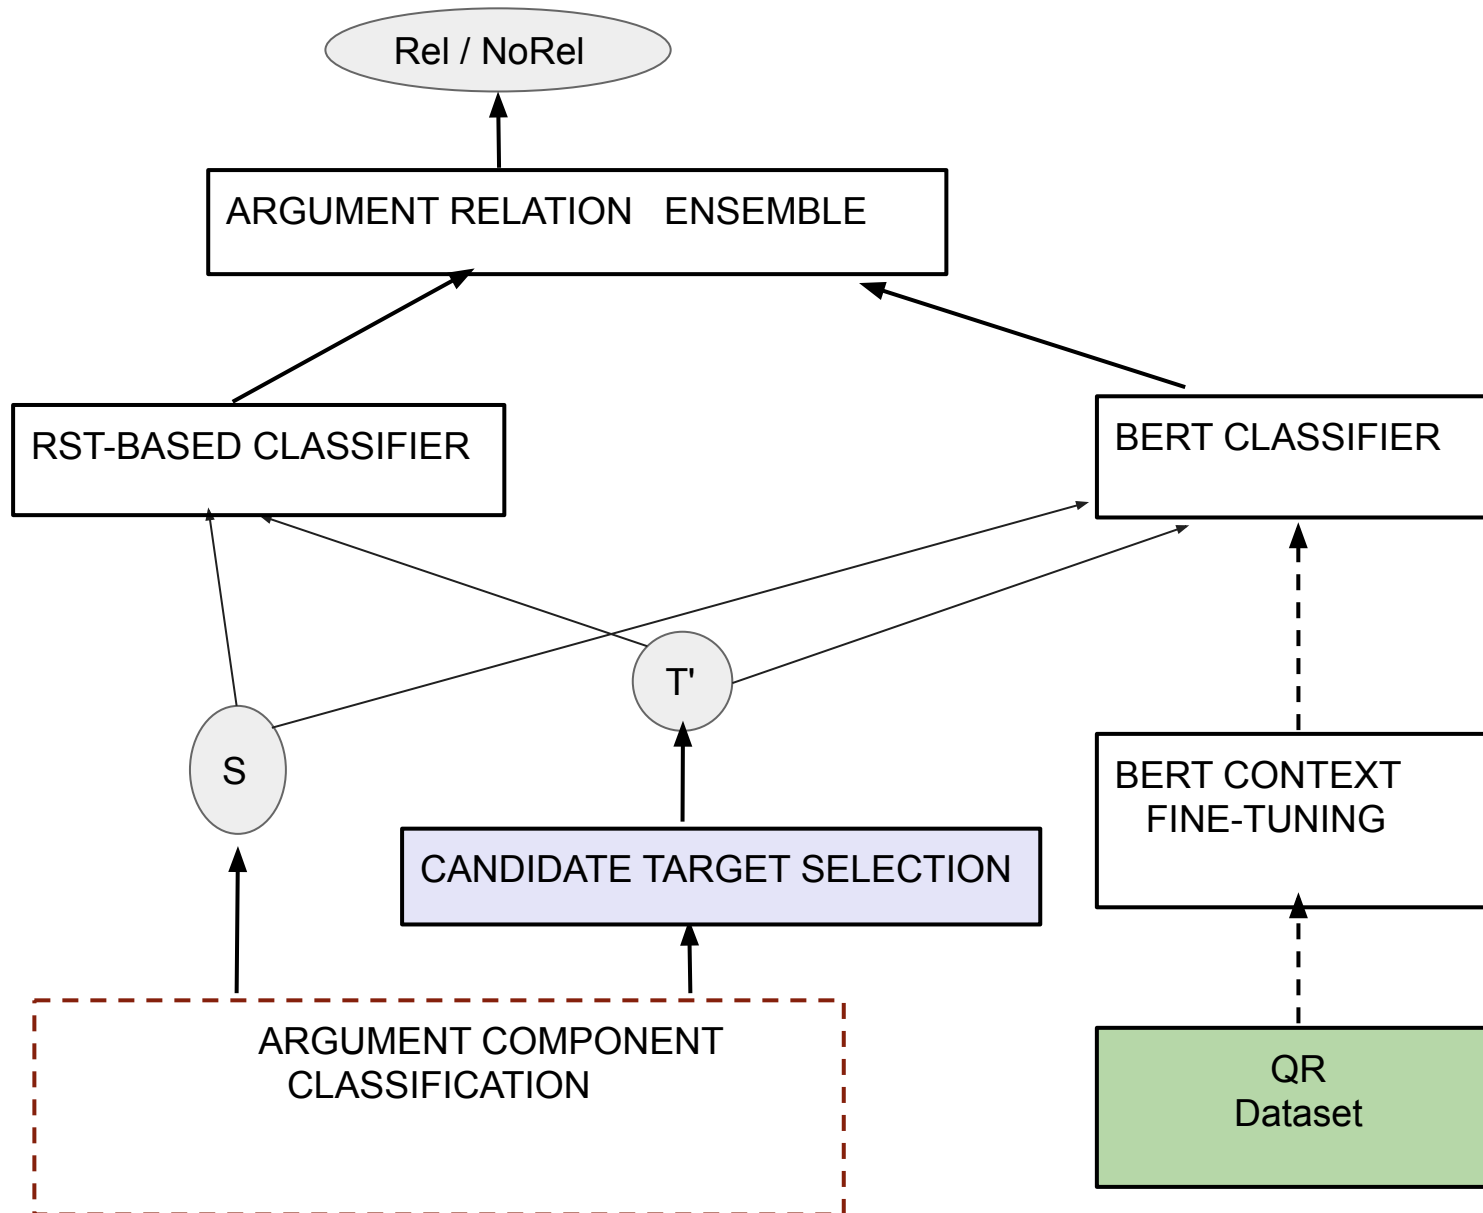 Rel / NoRel
ARGUMENT RELATION ENSEMBLE
RST-BASED CLASSIFIER
BERT CLASSIFIER
T'
S
BERT CONTEXT
FINE-TUNING
CANDIDATE TARGET SELECTION
ARGUMENT COMPONENT
CLASSIFICATION
QR
Dataset